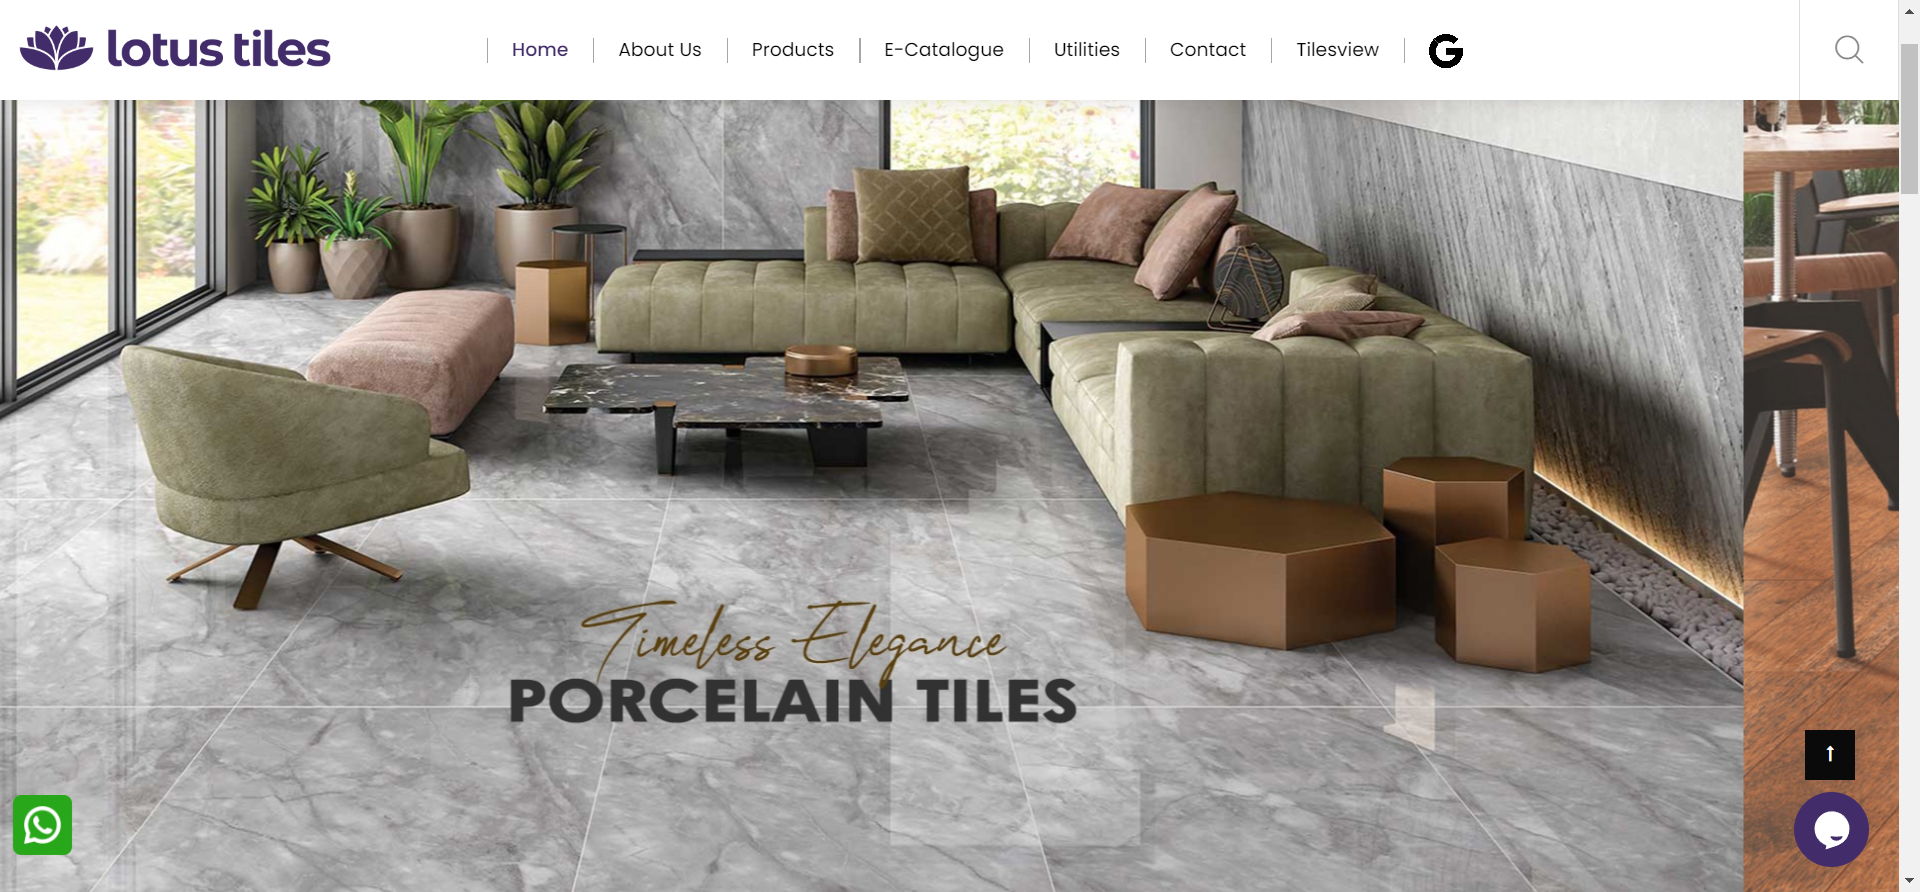 lotus tiles
Home
About Us
Products
E-Catalogue
Utilities
Contact
Tilesview
G
Timeless Elegance
PORCELAIN TILES